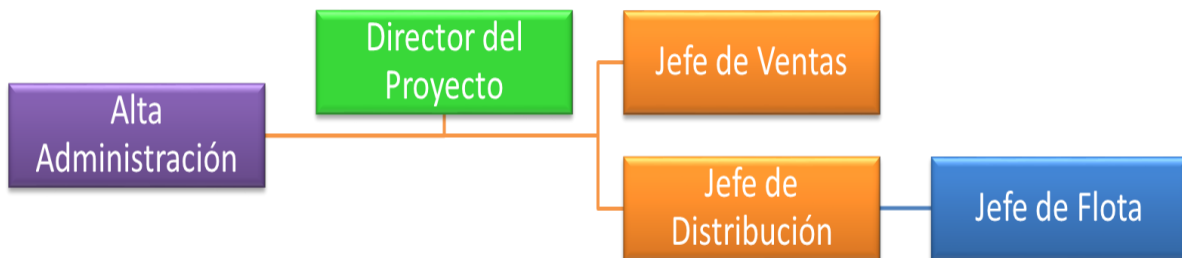 Alta
Administración
Director del
Proyecto
Jefe de Ventas
Jefe de
Distribución
Jefe de Flota